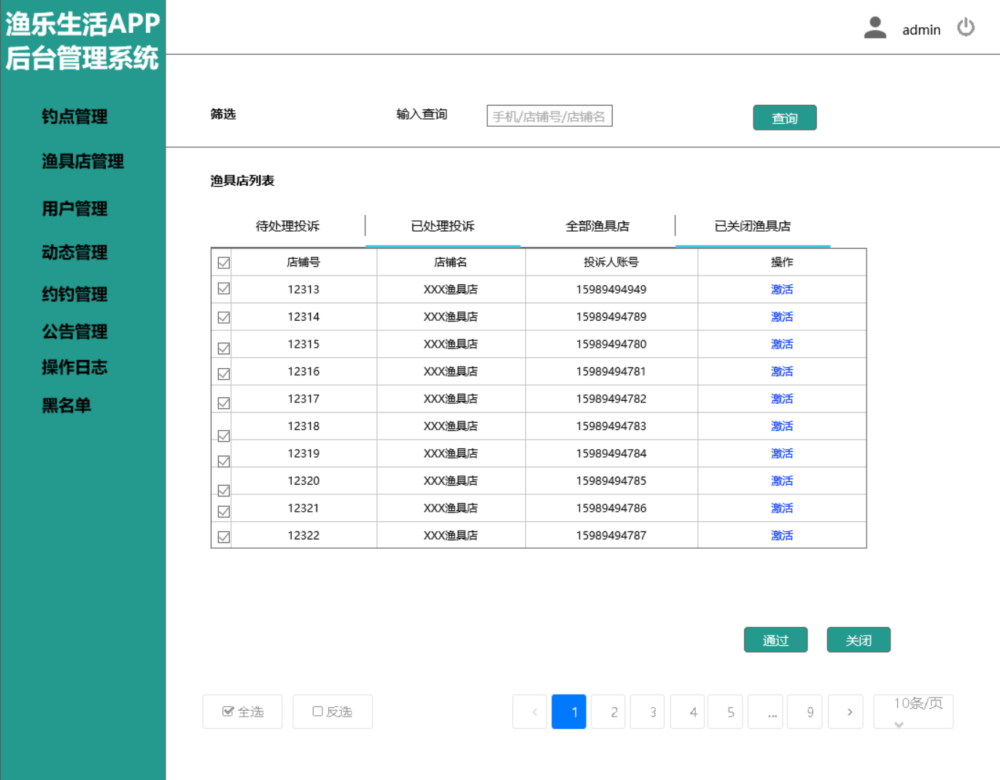 渔乐生活APP
后台管理系统
admin
钓点管理
渔具店管理
用户管理
动态管理
约钓管理
公告管理
操作日志
黑名单
筛选 输入查询 手机/店铺号/店铺名 查询
渔具店列表
待处理投诉 已处理投诉 全部渔具店 已关闭渔具店
店铺号 店铺名 投诉人账号 操作
12313 XXX渔具店 15989494949 激活
12314 XXX渔具店 15989494789 激活
12315 XXX渔具店 15989494780 激活
12316 XXX渔具店 15989494781 激活
12317 XXX渔具店 15989494782 激活
12318 XXX渔具店 15989494783 激活
12319 XXX渔具店 15989494784 激活
12320 XXX渔具店 15989494785 激活
12321 XXX渔具店 15989494786 激活
12322 XXX渔具店 15989494787 激活
通过 关闭
全选 反选 < 1 2 3 4 5 ... 9 > 10条/页